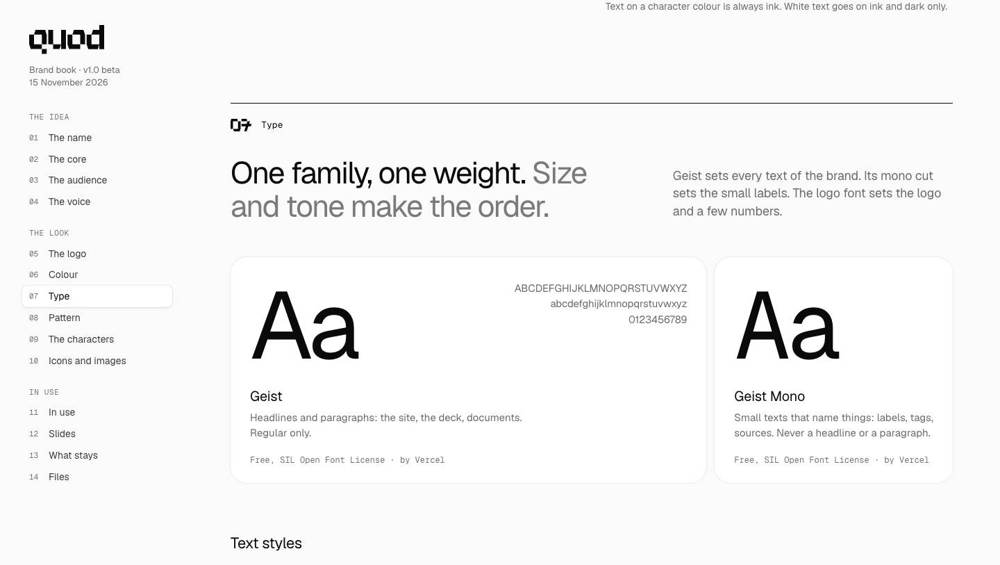 Text on a character colour is always ink. White text goes on ink and dark only.
quod
Brand book · v1.0 beta
15 November 2026
THE IDEA
01 The name
02 The core
03 The audience
04 The voice
THE LOOK
05 The logo
06 Colour
07 Type
08 Pattern
09 The characters
10 Icons and images
IN USE
11 In use
12 Slides
13 What stays
14 Files
07 Type
One family, one weight. Size
and tone make the order.
Geist sets every text of the brand. Its mono cut
sets the small labels. The logo font sets the logo
and a few numbers.
Aa
ABCDEFGHIJKLMNOPQRSTUVWXYZ
abcdefghijklmnopqrstuvwxyz
0123456789
Geist
Headlines and paragraphs: the site, the deck, documents.
Regular only.
Free, SIL Open Font License · by Vercel
Aa
Geist Mono
Small texts that name things: labels, tags,
sources. Never a headline or a paragraph.
Free, SIL Open Font License · by Vercel
Text styles